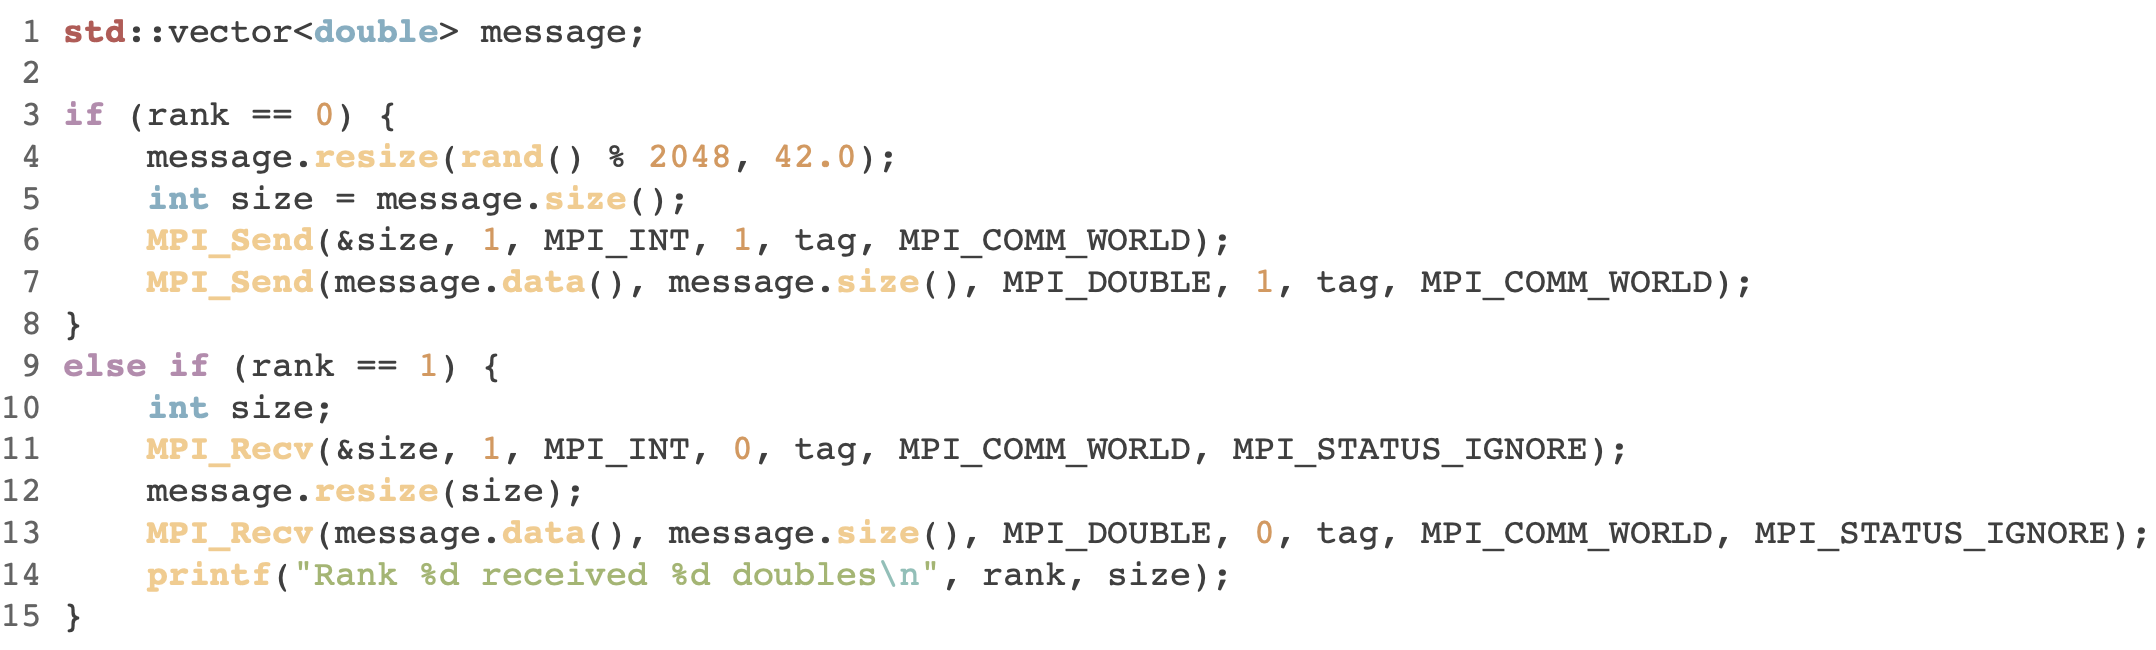 1 std::vector<double> message;
2
3 if (rank == 0) {
4     message.resize(rand() % 2048, 42.0);
5     int size = message.size();
6     MPI_Send(&size, 1, MPI_INT, 1, tag, MPI_COMM_WORLD);
7     MPI_Send(message.data(), message.size(), MPI_DOUBLE, 1, tag, MPI_COMM_WORLD);
8 }
9 else if (rank == 1) {
10     int size;
11     MPI_Recv(&size, 1, MPI_INT, 0, tag, MPI_COMM_WORLD, MPI_STATUS_IGNORE);
12     message.resize(size);
13     MPI_Recv(message.data(), message.size(), MPI_DOUBLE, 0, tag, MPI_COMM_WORLD, MPI_STATUS_IGNORE);
14     printf("Rank %d received %d doubles\n", rank, size);
15 }